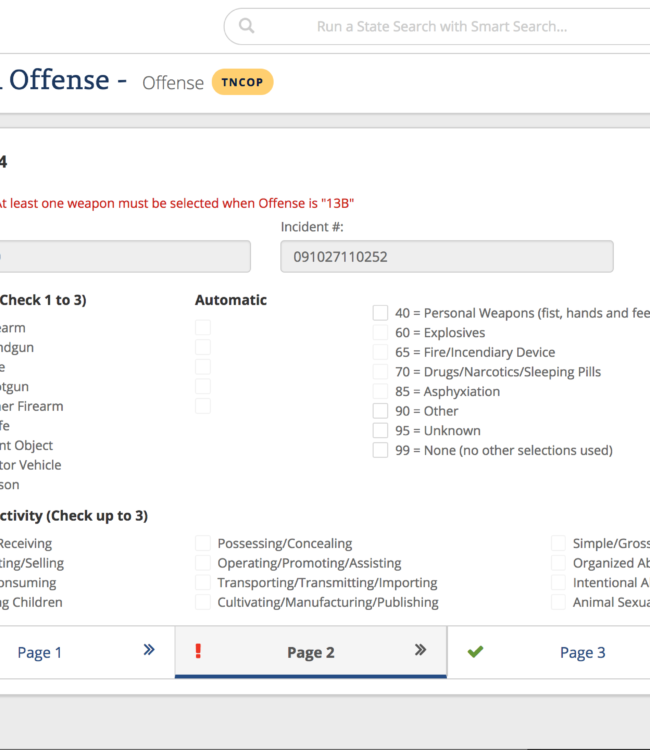 Run a State Search with Smart Search...
Offense - Offense TNCOP
4
At least one weapon must be selected when Offense is "13B"
Incident #:
091027110252
(Check 1 to 3) Automatic
earm
ndgun
e
otgun
er Firearm
fe
nt Object
tor Vehicle
son
40 = Personal Weapons (fist, hands and fee
60 = Explosives
65 = Fire/Incendiary Device
70 = Drugs/Narcotics/Sleeping Pills
85 = Asphyxiation
90 = Other
95 = Unknown
99 = None (no other selections used)
ctivity (Check up to 3)
Receiving Possessing/Concealing Simple/Gross
ting/Selling Operating/Promoting/Assisting Organized Ab
onsuming Transporting/Transmitting/Importing Intentional A
ng Children Cultivating/Manufacturing/Publishing Animal Sexua
Page 1 » ! Page 2 » Page 3